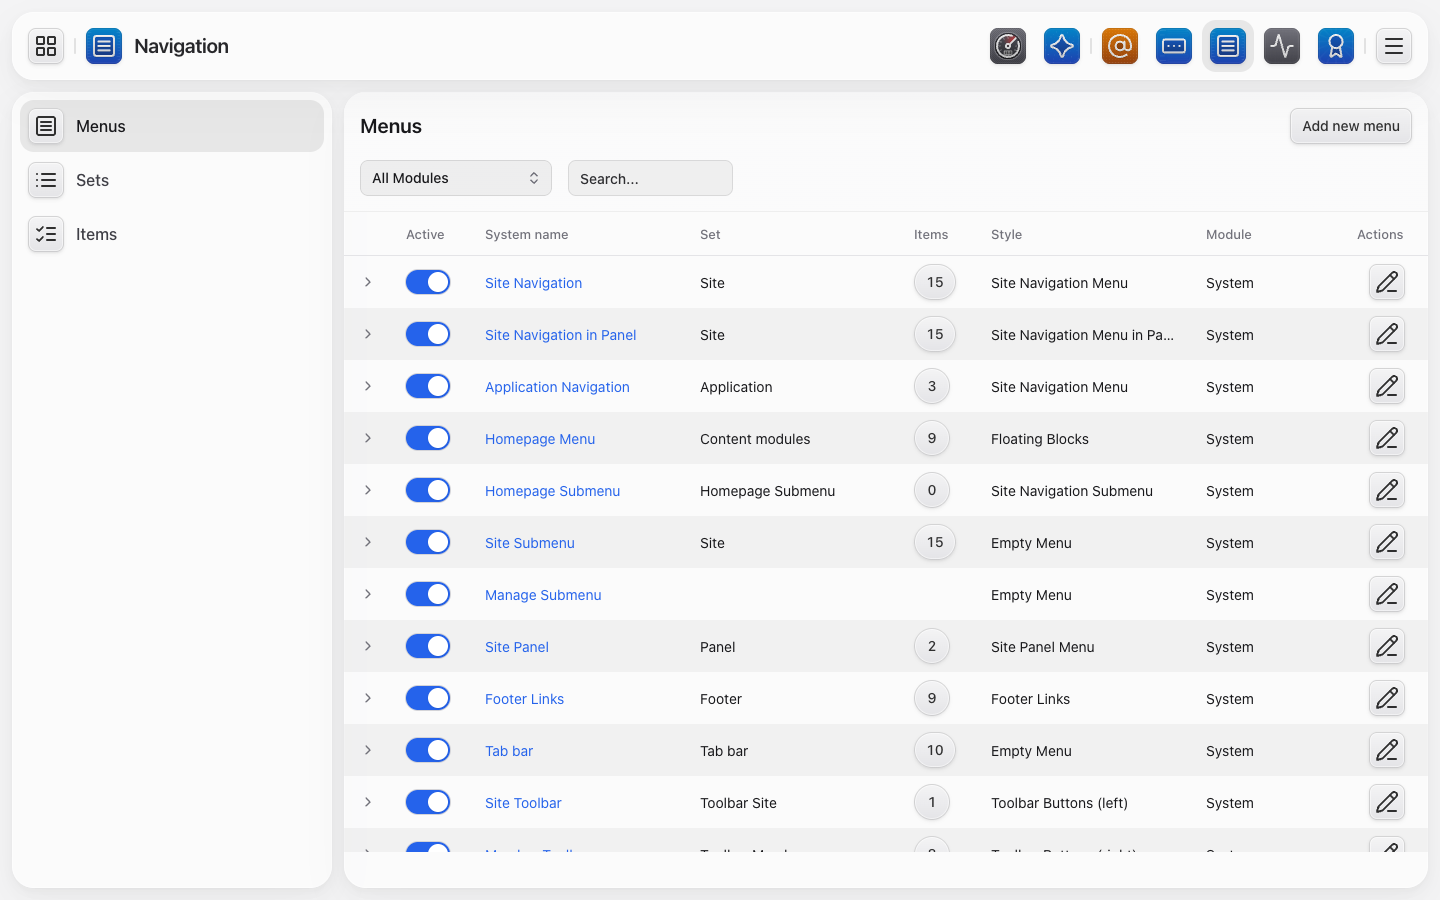 Navigation
Menus
Sets
Items
Menus
Add new menu
All Modules
Search...
Active System name Set Items Style Module Actions
Site Navigation Site 15 Site Navigation Menu System
Site Navigation in Panel Site 15 Site Navigation Menu in Pa... System
Application Navigation Application 3 Site Navigation Menu System
Homepage Menu Content modules 9 Floating Blocks System
Homepage Submenu Homepage Submenu 0 Site Navigation Submenu System
Site Submenu Site 15 Empty Menu System
Manage Submenu Empty Menu System
Site Panel Panel 2 Site Panel Menu System
Footer Links Footer 9 Footer Links System
Tab bar Tab bar 10 Empty Menu System
Site Toolbar Toolbar Site 1 Toolbar Buttons (left) System